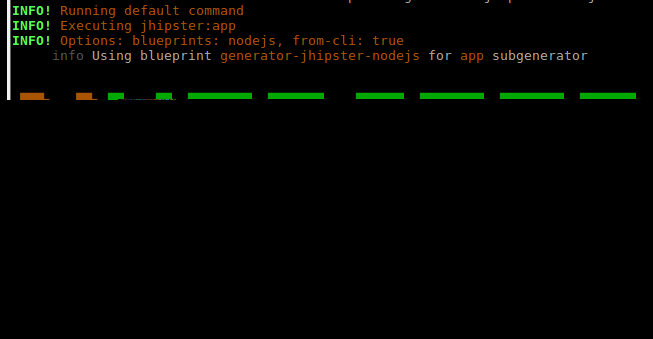 INFO! Running default command
INFO! Executing jhipster:app
INFO! Options: blueprints: nodejs, from-cli: true
info Using blueprint generator-jhipster-nodejs for app subgenerator